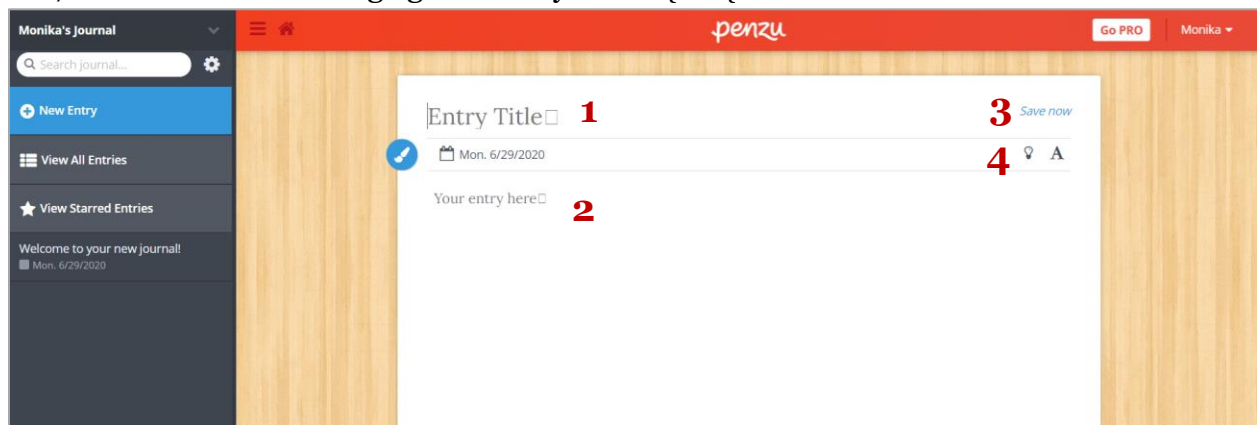 Monika's Journal
penzu
Go PRO
Monika
Search journal...
New Entry
View All Entries
View Starred Entries
Welcome to your new journal!
Mon. 6/29/2020
Entry Title
1
3
Save now
Mon. 6/29/2020
4
A
Your entry here
2